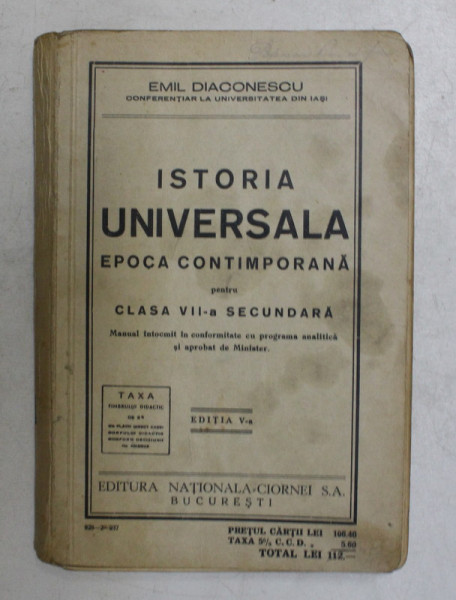 EMIL DIACONESCU
CONFERENȚIAR LA UNIVERSITATEA DIN IAȘI
ISTORIA
UNIVERSALA
EPOCA CONTIMPORANĂ
pentru
CLASA VII-a SECUNDARĂ
Manual întocmit în conformitate cu programa analitică
și aprobat de Minister.
TAXA
TIMBRULUI DIDACTIC
EDIȚIA V-a
EDITURA NAȚIONALA-CIORNEI S.A.
BUCUREȘTI
PREȚUL CĂRȚII LEI 106.40
TAXA 5% C. C. D. „ 5.60
TOTAL LEI 112.—